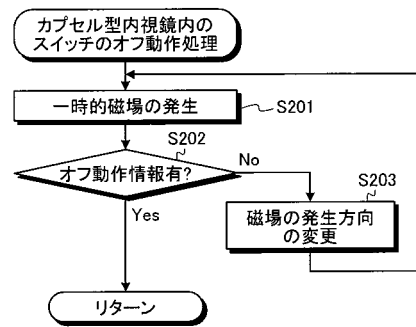 カプセル型内視鏡内の
スイッチのオフ動作処理
一時的磁場の発生
S201
S202
オフ動作情報有?
No
Yes
S203
磁場の発生方向
の変更
リターン